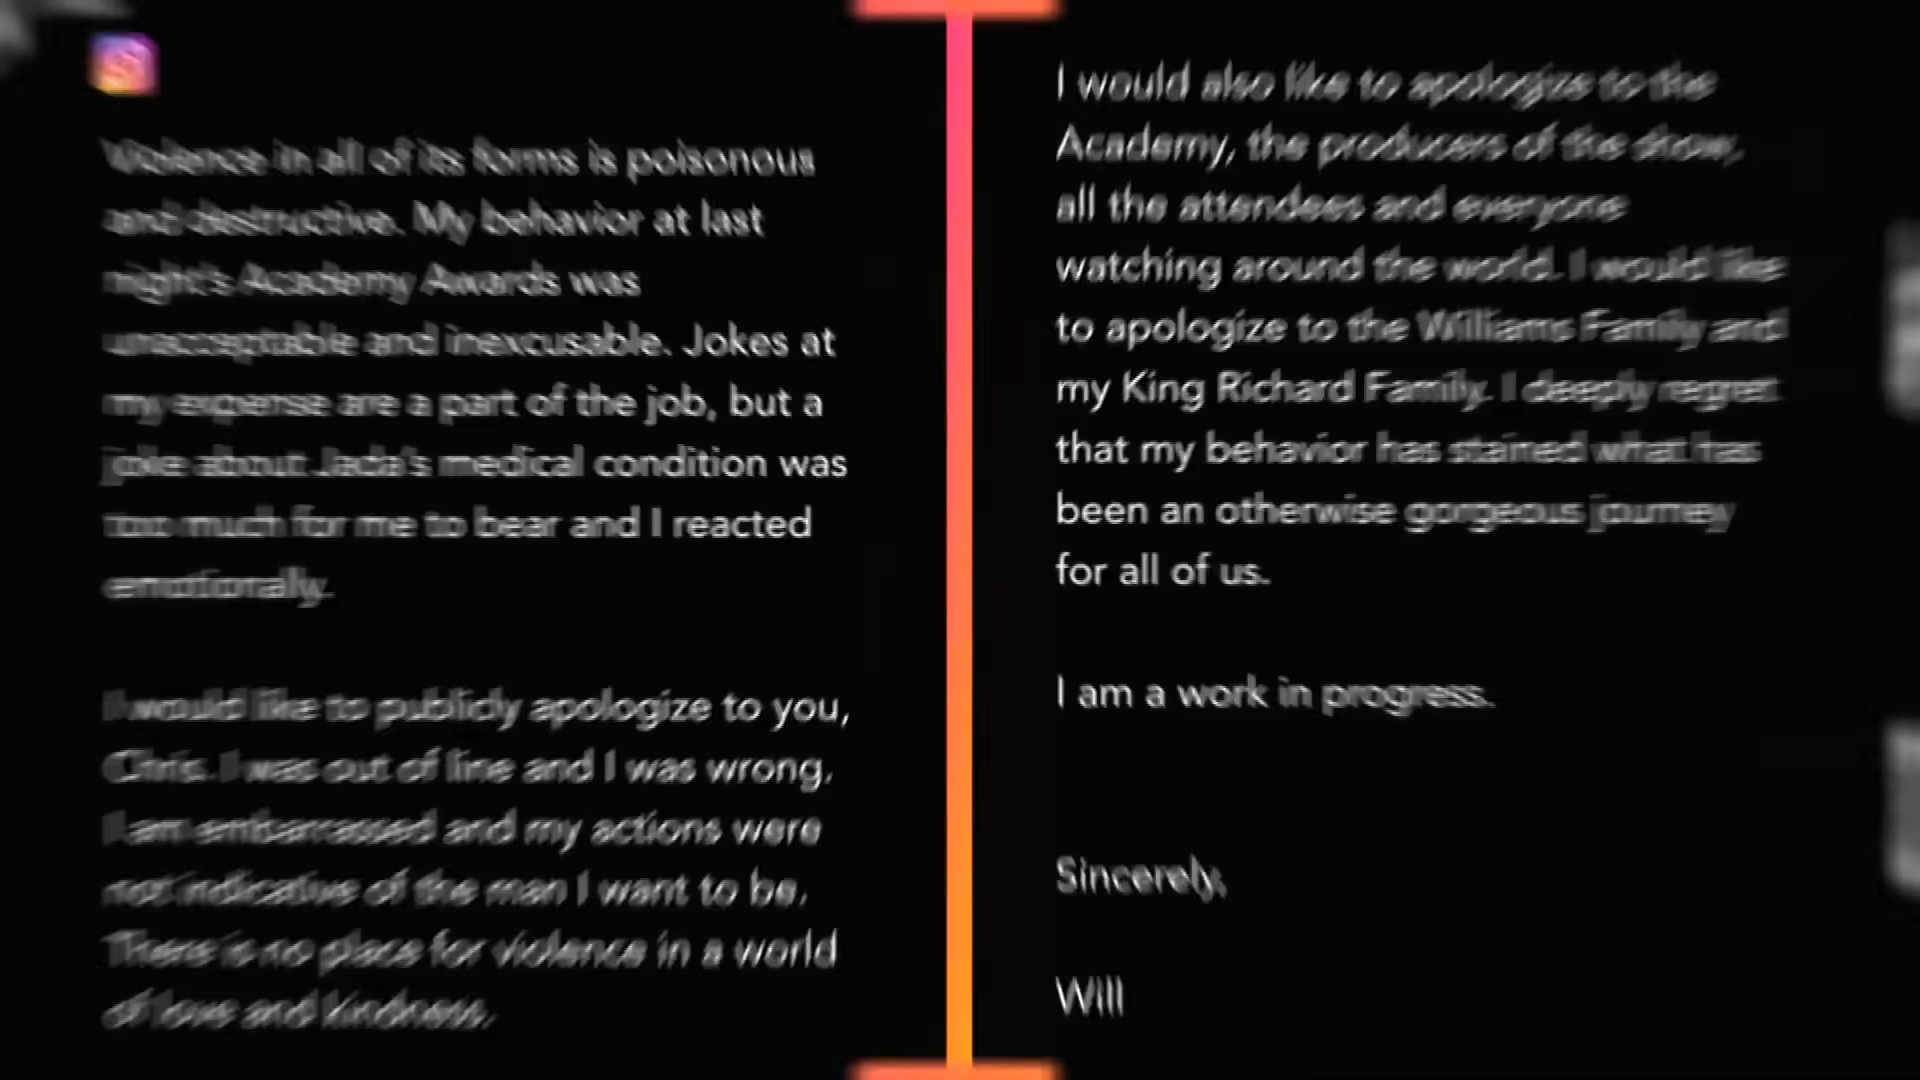 Violence in all of its forms is poisonous
and destructive. My behavior at last
night's Academy Awards was
unacceptable and inexcusable. Jokes at
my expense are a part of the job, but a
joke about Jada's medical condition was
too much for me to bear and I reacted
emotionally.
I would like to publicly apologize to you,
Chris. I was out of line and I was wrong.
I am embarrassed and my actions were
not indicative of the man I want to be.
There is no place for violence in a world
of love and kindness.
I would also like to apologize to the
Academy, the producers of the show,
all the attendees and everyone
watching around the world. I would like
to apologize to the Williams Family and
my King Richard Family. I deeply regret
that my behavior has stained what has
been an otherwise gorgeous journey
for all of us.
I am a work in progress.
Sincerely,
Will